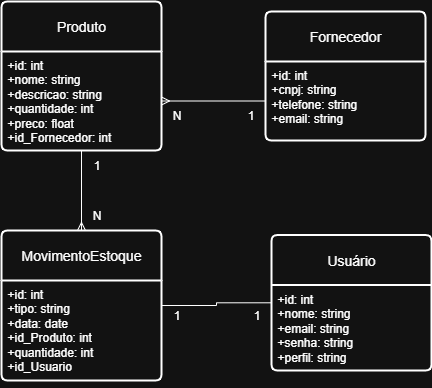 Produto
+id: int
+nome: string
+descricao: string
+quantidade: int
+preco: float
+id_Fornecedor: int
Fornecedor
+id: int
+cnpj: string
+telefone: string
+email: string
N
1
1
N
MovimentoEstoque
+id: int
+tipo: string
+data: date
+id_Produto: int
+quantidade: int
+id_Usuario
Usuário
+id: int
+nome: string
+email: string
+senha: string
+perfil: string
1
1